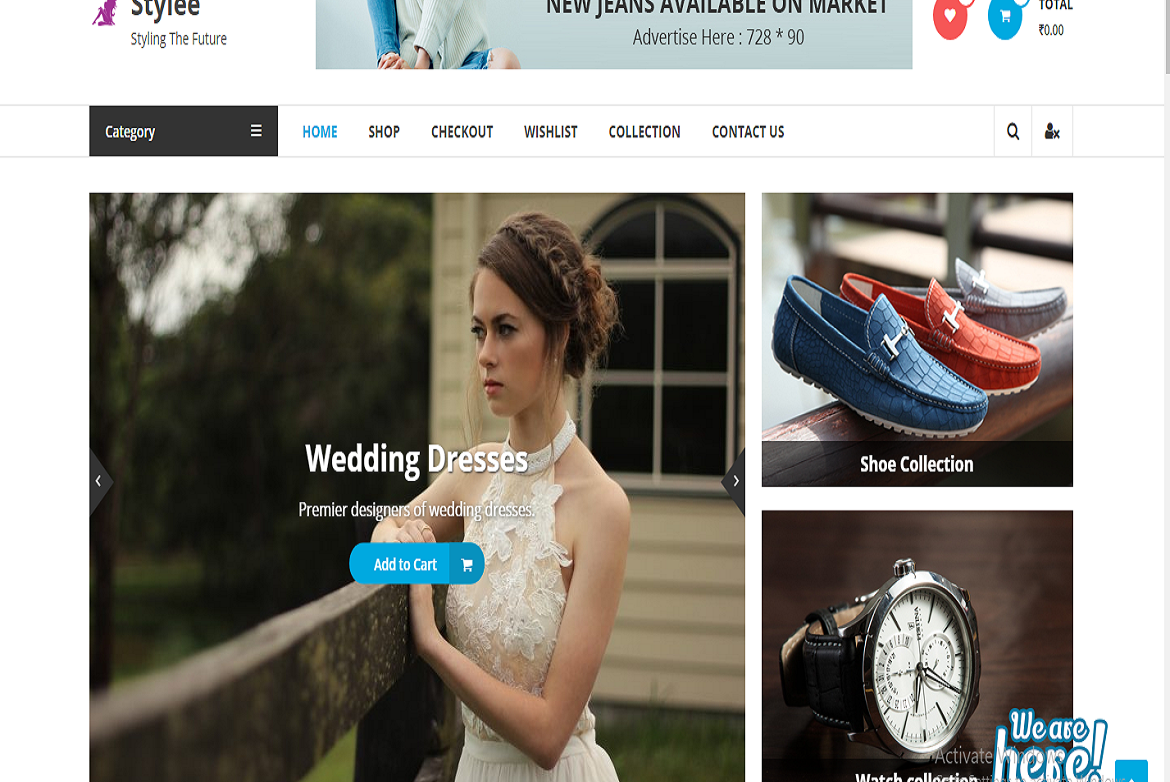 Stylee
Styling The Future
NEW JEANS AVAILABLE ON MARKET
Advertise Here : 728 * 90
TOTAL
₹0.00
Category
HOME
SHOP
CHECKOUT
WISHLIST
COLLECTION
CONTACT US
Wedding Dresses
Premier designers of wedding dresses.
Add to Cart
Shoe Collection
Watch collection
We are
here!
Activate